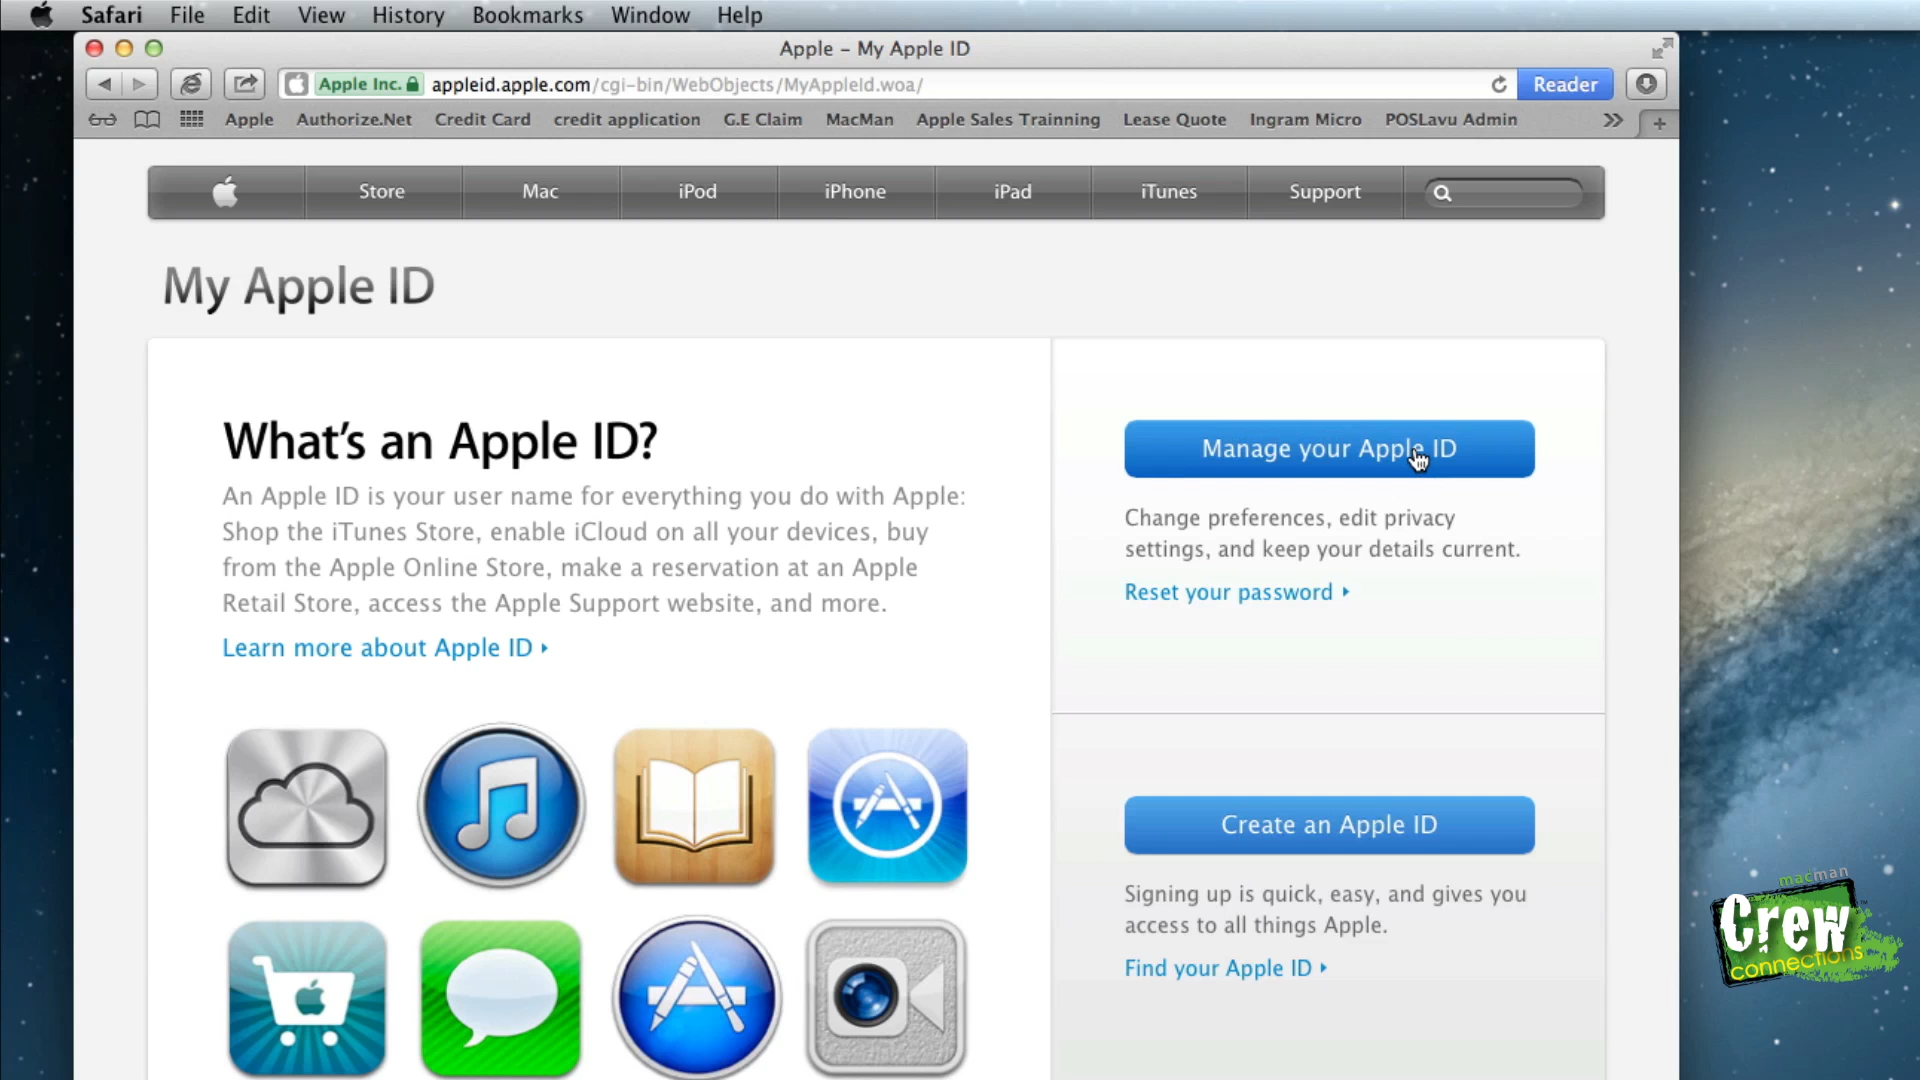 Safari File Edit View History Bookmarks Window Help
Apple – My Apple ID
Apple Inc. appleid.apple.com/cgi-bin/WebObjects/MyAppleId.woa/ Reader
Apple Authorize.Net Credit Card credit application G.E Claim MacMan Apple Sales Trainning Lease Quote Ingram Micro POSLavu Admin
Store Mac iPod iPhone iPad iTunes Support
My Apple ID
What's an Apple ID?
An Apple ID is your user name for everything you do with Apple:
Shop the iTunes Store, enable iCloud on all your devices, buy
from the Apple Online Store, make a reservation at an Apple
Retail Store, access the Apple Support website, and more.
Learn more about Apple ID
Manage your Apple ID
Change preferences, edit privacy
settings, and keep your details current.
Reset your password
Create an Apple ID
Signing up is quick, easy, and gives you
access to all things Apple.
Find your Apple ID
macman
Crew
connections